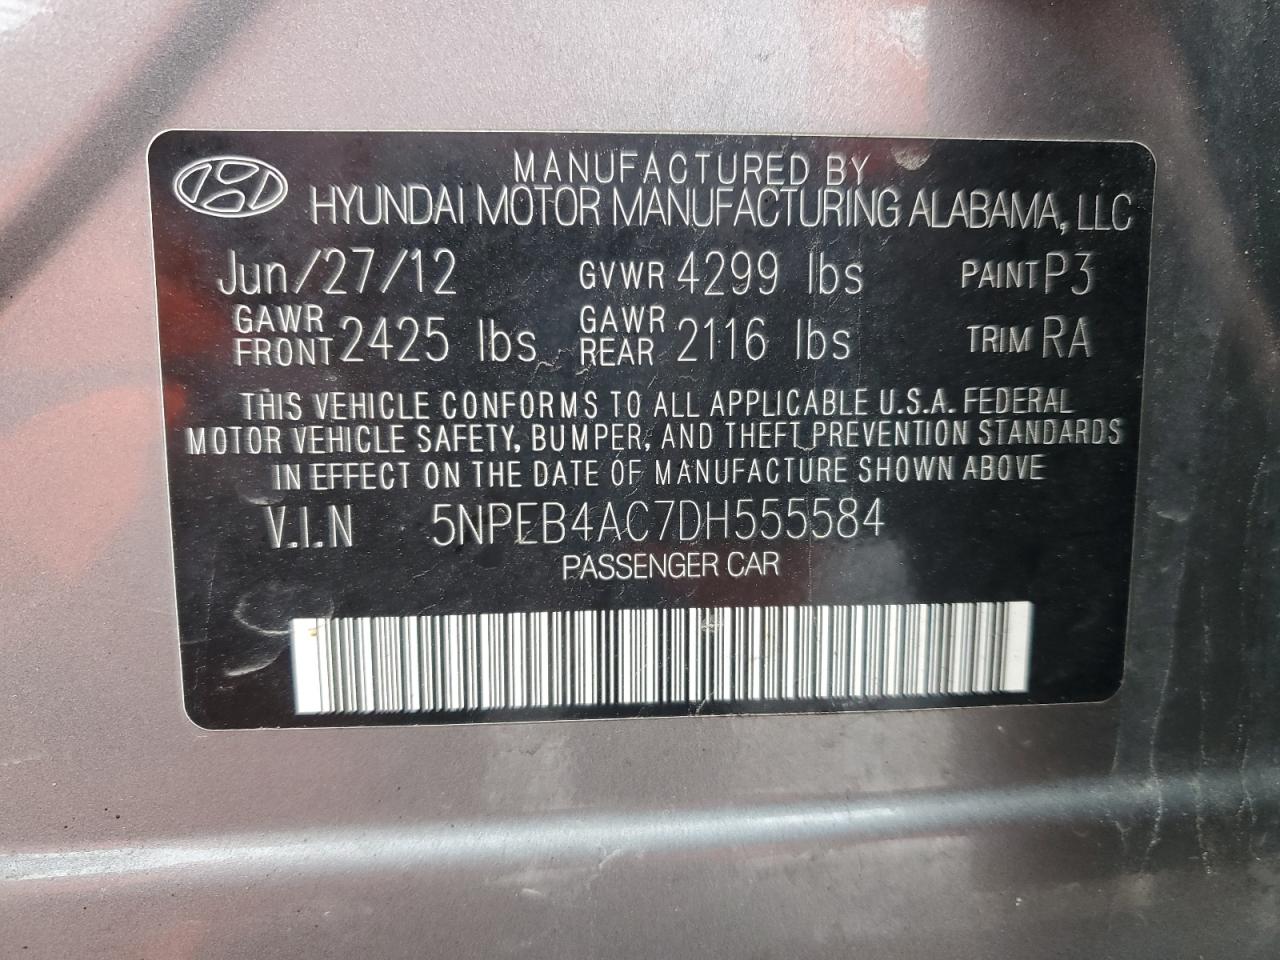 MANUFACTURED BY
HYUNDAI MOTOR MANUFACTURING ALABAMA, LLC
Jun/27/12 GVWR 4299 lbs PAINT P3
GAWR FRONT 2425 lbs GAWR REAR 2116 lbs TRIM RA
THIS VEHICLE CONFORMS TO ALL APPLICABLE U.S.A. FEDERAL
MOTOR VEHICLE SAFETY, BUMPER, AND THEFT PREVENTION STANDARDS
IN EFFECT ON THE DATE OF MANUFACTURE SHOWN ABOVE
V.I.N 5NPEB4AC7DH555584
PASSENGER CAR